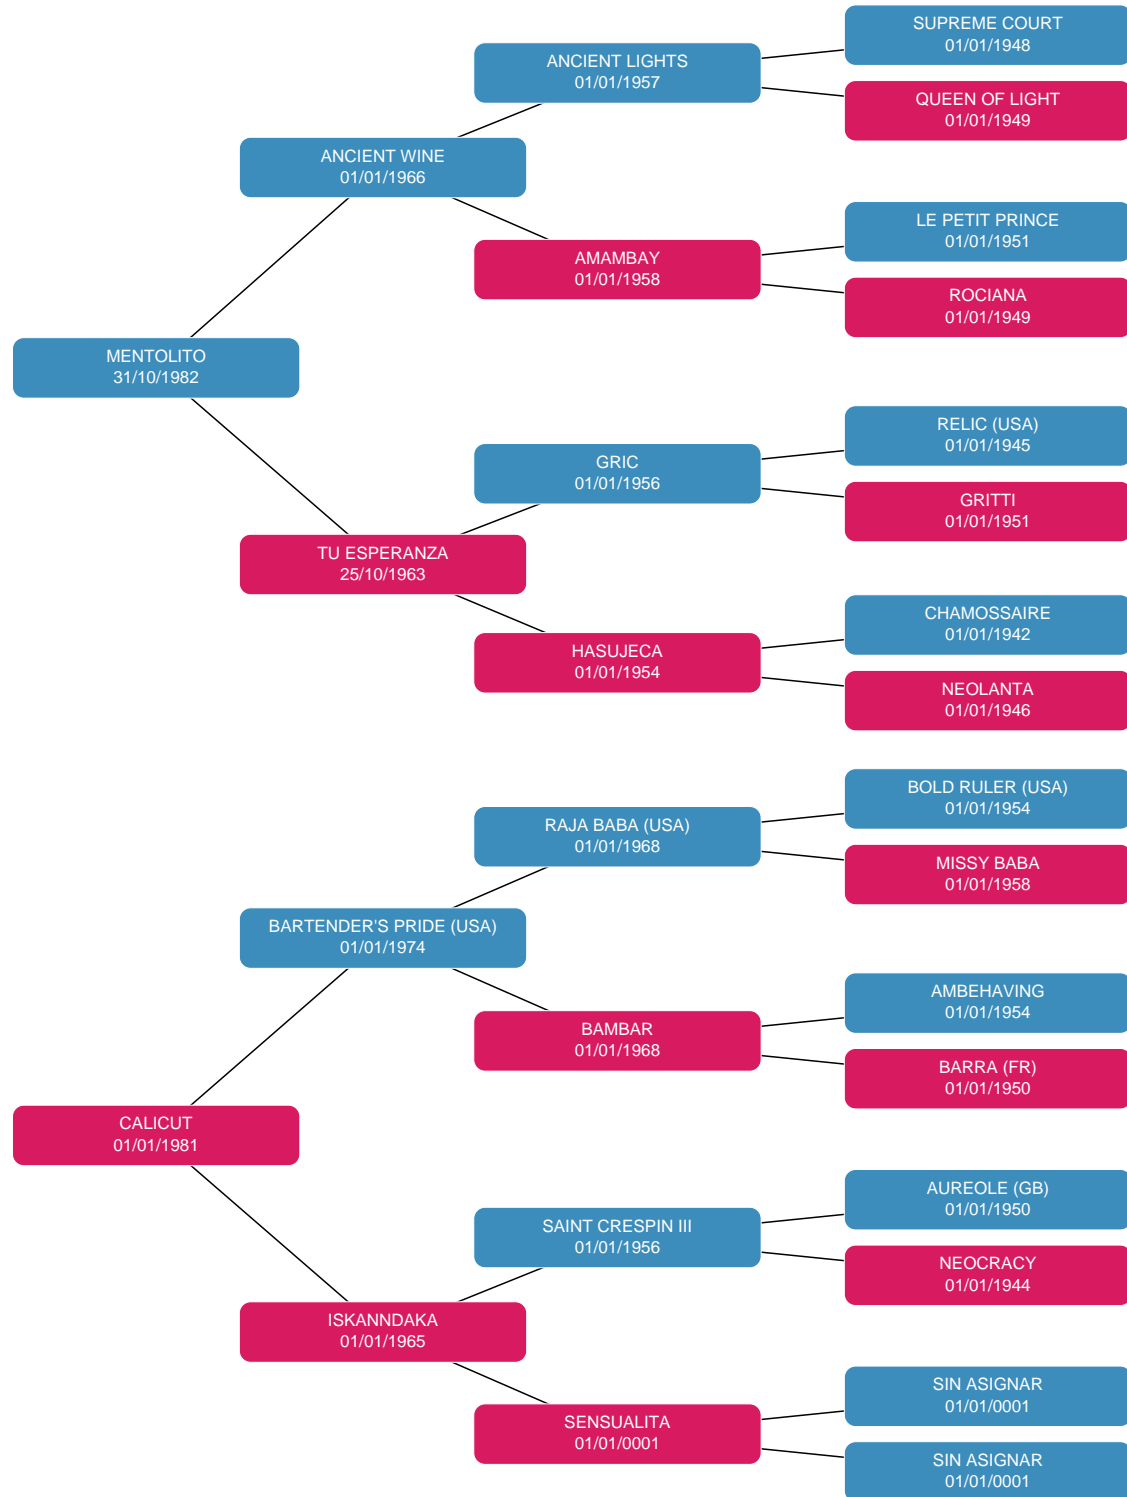 SUPREME COURT
01/01/1948
ANCIENT LIGHTS
01/01/1957
QUEEN OF LIGHT
01/01/1949
ANCIENT WINE
01/01/1966
LE PETIT PRINCE
01/01/1951
AMAMBAY
01/01/1958
ROCIANA
01/01/1949
MENTOLITO
31/10/1982
RELIC (USA)
01/01/1945
GRIC
01/01/1956
GRITTI
01/01/1951
TU ESPERANZA
25/10/1963
CHAMOSSAIRE
01/01/1942
HASUJECA
01/01/1954
NEOLANTA
01/01/1946
BOLD RULER (USA)
01/01/1954
RAJA BABA (USA)
01/01/1968
MISSY BABA
01/01/1958
BARTENDER'S PRIDE (USA)
01/01/1974
AMBEHAVING
01/01/1954
BAMBAR
01/01/1968
BARRA (FR)
01/01/1950
CALICUT
01/01/1981
AUREOLE (GB)
01/01/1950
SAINT CRESPIN III
01/01/1956
NEOCRACY
01/01/1944
ISKANNDAKA
01/01/1965
SIN ASIGNAR
01/01/0001
SENSUALITA
01/01/0001
SIN ASIGNAR
01/01/0001